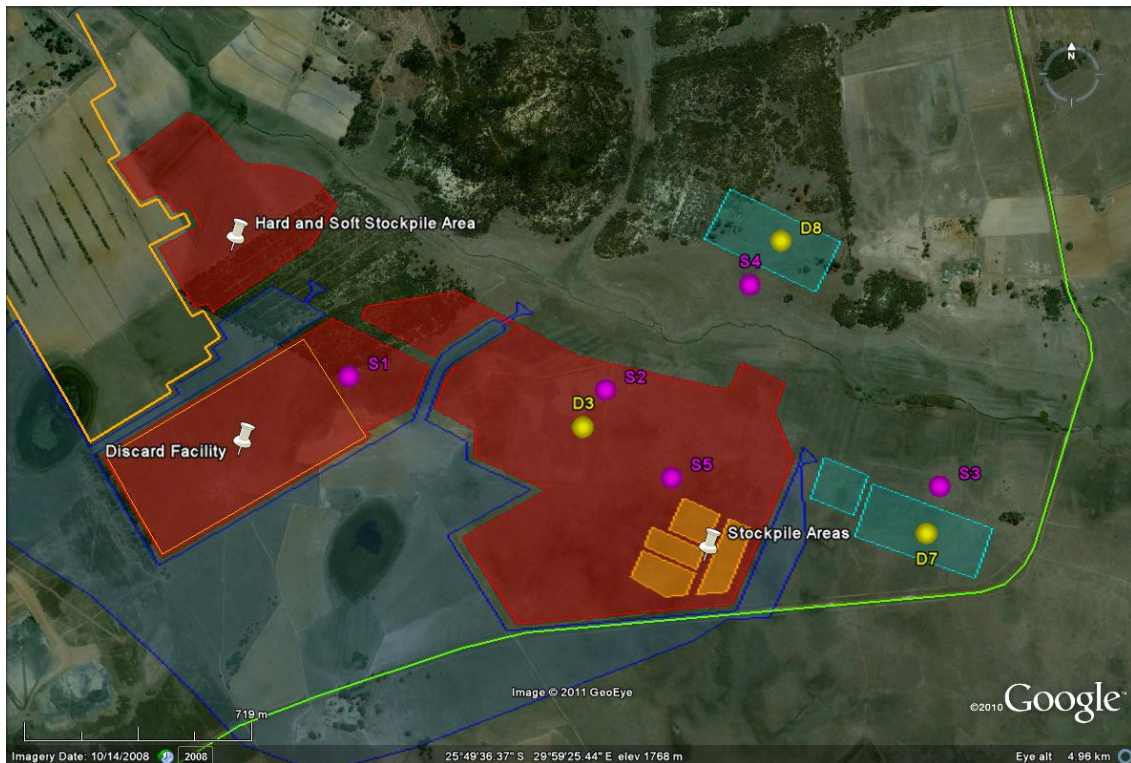 N
Hard and Soft Stockpile Area
D8
S4
S1
S2
D3
Discard Facility
S5
S3
Stockpile Areas
D7
Image © 2011 GeoEye
©2010 Google™
719 m
Imagery Date: 10/14/2008 2008 25°49'36.37" S 29°59'25.44" E elev 1768 m Eye alt 4.96 km